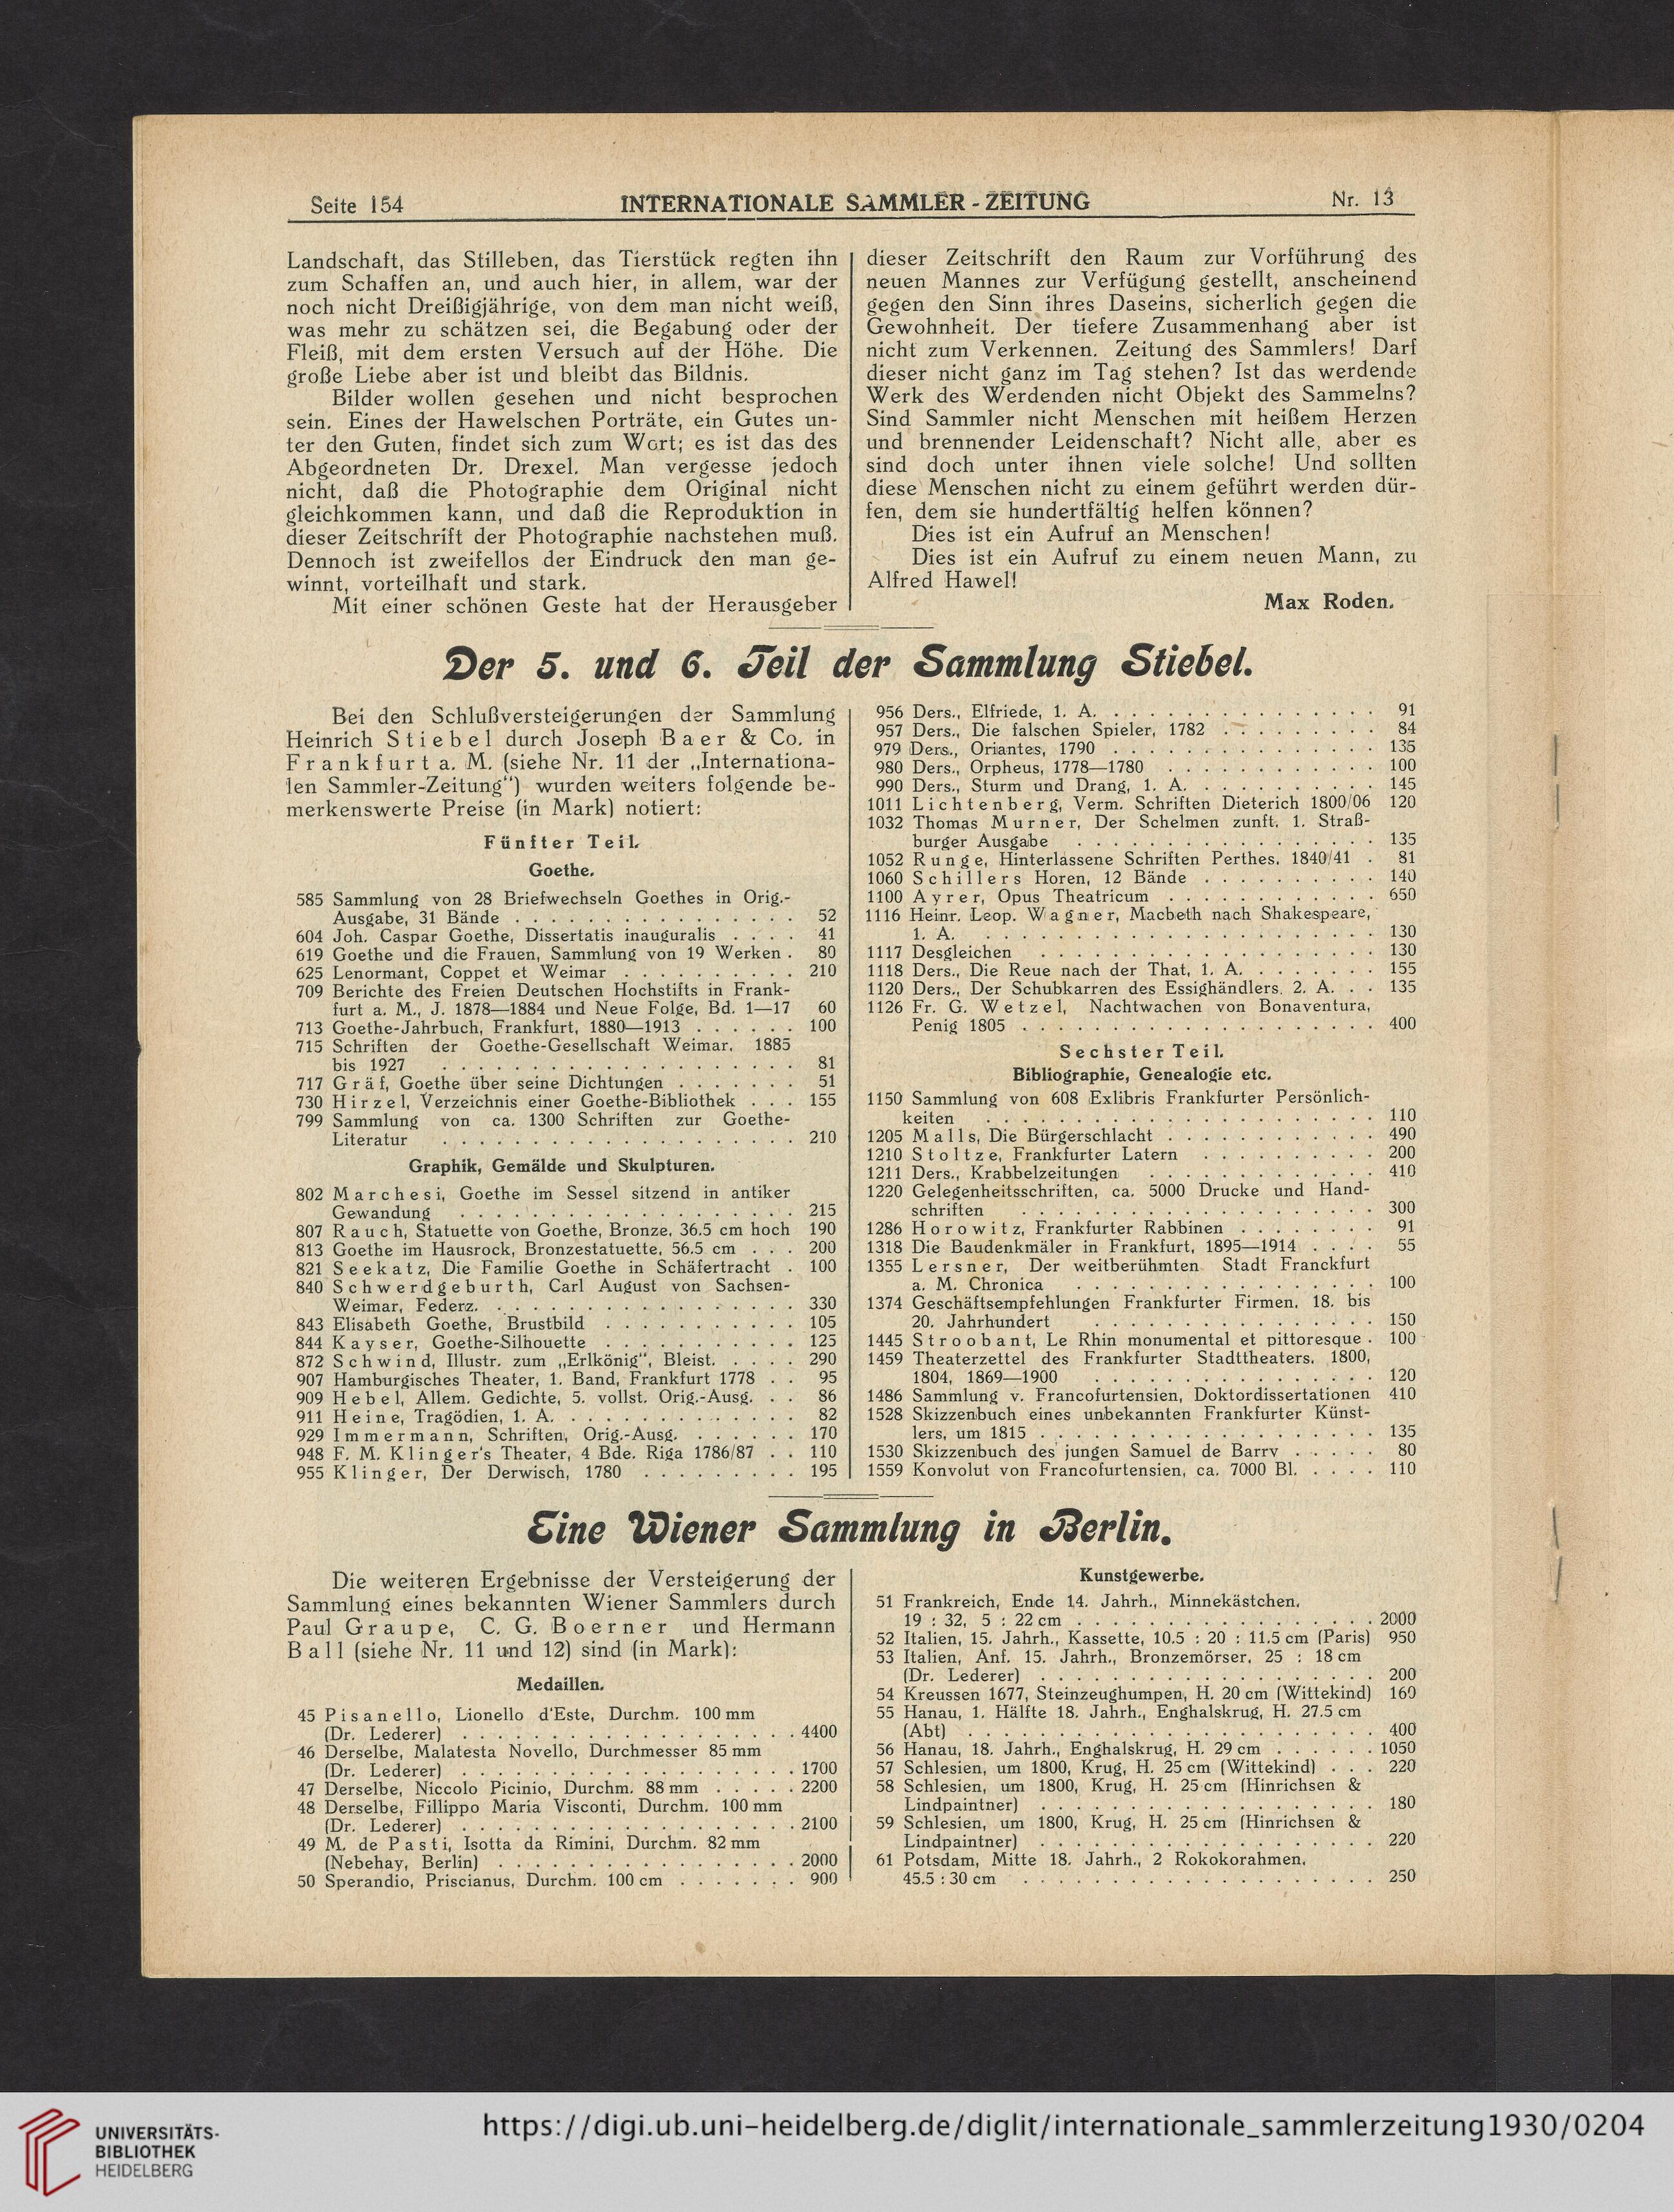 Seite 154
INTERNATIONALE SAMMLER-ZEITUNG
Nr. 13
Landschaft, das Stilleben, das Tierstück regten ihn
zum Schaffen an, und auch hier, in allem, war der
noch nicht Dreißigjährige, von dem man nicht weiß,
was mehr zu schätzen sei, die Begabung oder der
Fleiß, mit dem ersten Versuch auf der Höhe. Die
große Liebe aber ist und bleibt das Bildnis.
Bilder wollen gesehen und nicht besprochen
sein. Eines der Hawelschen Porträte, ein Gutes un-
ter den Guten, findet sich zum Wort; es ist das des
Abgeordneten Dr. Drexel. Man vergesse jedoch
nicht, daß die Photographie dem Original nicht
gleichkommen kann, und daß die Reproduktion in
dieser Zeitschrift der Photographie nachstehen muß.
Dennoch ist zweifellos der Eindruck den man ge-
winnt, vorteilhaft und stark.
Mit einer schönen Geste hat der Herausgeber
dieser Zeitschrift den Raum zur Vorführung des
neuen Mannes zur Verfügung gestellt, anscheinend
gegen den Sinn ihres Daseins, sicherlich gegen die
Gewohnheit. Der tiefere Zusammenhang aber ist
nicht zum Verkennen. Zeitung des Sammlers! Darf
dieser nicht ganz im Tag stehen? Ist das werdende
Werk des Werdenden nicht Objekt des Sammelns?
Sind Sammler nicht Menschen mit heißem Herzen
und brennender Leidenschaft? Nicht alle, aber es
sind doch unter ihnen viele solche! Und sollten
diese Menschen nicht zu einem geführt werden dür-
fen, dem sie hundertfältig helfen können?
Dies ist ein Aufruf an Menschen!
Dies ist ein Aufruf zu einem neuen Mann, zu
Alfred Hawel!
Max Roden.
Der 5. und 6. Teil der Sammlung Stiebel.
Bei den Schlußversteigerungen der Sammlung
Heinrich Stiebel durch Joseph Baer & Co. in
Frankfurt a. M. (siehe Nr. 11 der „Internationa-
len Sammler-Zeitung“) wurden weiters folgende be-
merkenswerte Preise (in Mark) notiert:
Fünfter Teil.
Goethe.
585 Sammlung von 28 Briefwechseln Goethes in Orig.-
Ausgabe, 31 Bände . . . . 52
604 Joh. Caspar Goethe, Dissertatis inauguralis . . . . 41
619 Goethe und die Frauen, Sammlung von 19 Werken . 80
625 Lenormant, Coppet et Weimar . . . . 210
709 Berichte des Freien Deutschen Hochstifts in Frank-
furt a. M., J. 1878—1884 und Neue Folge, Bd. 1—17 60
713 Goethe-Jahrbuch, Frankfurt, 1880—1913 . . . . 100
715 Schriften der Goethe-Gesellschaft Weimar, 1885
bis 1927 . . . . 81
717 Gräf, Goethe über seine Dichtungen . . . . 51
730 Hirzel, Verzeichnis einer Goethe-Bibliothek . . . 155
799 Sammlung von ca. 1300 Schriften zur Goethe-
Literatur . . . . 210
Graphik, Gemälde und Skulpturen.
802 Marchesi, Goethe im Sessel sitzend in antiker
Gewandung . . . . 215
807 Rauch, Statuette von Goethe, Bronze, 36.5 cm hoch 190
813 Goethe im Hausrock, Bronzestatuette, 56.5 cm . . . 200
821 Seekatz, Die Familie Goethe in Schäfertracht . 100
840 Schwerdgeburth, Carl August von Sachsen-
Weimar, Federz. . . . . 330
843 Elisabeth Goethe, Brustbild . . . . 105
844 Kayser, Goethe-Silhouette . . . . 125
872 Schwind, Illustr. zum „Erlkönig“, Bleist. . . . . 290
907 Hamburgisches Theater, 1. Band, Frankfurt 1778 . . 95
909 Hebel, Allem. Gedichte, 5. vollst. Orig.-Ausg. . . 86
911 Heine, Tragödien, 1. A. . . . . 82
929 Immermann, Schriften, Orig.-Ausg. . . . . 170
948 F. M. Klinger's Theater, 4 Bde. Riga 1786/87 . . 110
955 Klinger, Der Derwisch, 1780 . . . . 195
956 Ders., Elfriede, 1. A. . . . . 91
957 Ders., Die falschen Spieler, 1782 . . . . 84
979 Ders., Oriantes, 1790 . . . . 135
980 Ders., Orpheus, 1778—1780 . . . . 100
990 Ders., Sturm und Drang, 1. A. . . . . 145
1011 Lichtenberg, Verm. Schriften Dieterich 1800/06 120
1032 Thomas Murner, Der Schelmen zunft. 1. Straß-
burger Ausgabe . . . . 135
1052 Runge, Hinterlassene Schriften Perthes, 1840/41 . 81
1060 Schillers Horen, 12 Bände . . . . 140
1100 Ayrer, Opus Theatricum . . . . 650
1116 Heinr. Leop. Wagner, Macbeth nach Shakespeare,
1. A. . . . . 130
1117 Desgleichen . . . . 130
1118 Ders., Die Reue nach der That, 1. A. . . . . 155
1120 Ders., Der Schubkarren des Essighändlers, 2. A. . . 135
1126 Fr. G. Wetzel, Nachtwachen von Bonaventura,
Penig 1805 . . . . 400
Sechster Teil.
Bibliographie, Genealogie etc.
1150 Sammlung von 608 Exlibris Frankfurter Persönlich-
keiten . . . . 110
1205 Malls, Die Bürgerschlacht . . . . 490
1210 Stoltze, Frankfurter Latern . . . . 200
1211 Ders., Krabbelzeitungen . . . . 410
1220 Gelegenheitsschriften, ca. 5000 Drucke und Hand-
schriften . . . . 300
1286 Horowitz, Frankfurter Rabbinen . . . . 91
1318 Die Baudenkmäler in Frankfurt, 1895—1914 . . . . 55
1355 Lersner, Der weitberühmten Stadt Franckfurt
a. M. Chronica . . . . 100
1374 Geschäftsempfehlungen Frankfurter Firmen, 18. bis
20. Jahrhundert . . . . 150
1445 Stroobant, Le Rhin monumental et pittoresque . 100
1459 Theaterzettel des Frankfurter Stadttheaters, 1800,
1804, 1869—1900 . . . . 120
1486 Sammlung v. Francofurtensien, Doktordissertationen 410
1528 Skizzenbuch eines unbekannten Frankfurter Künst-
lers, um 1815 . . . . 135
1530 Skizzenbuch des jungen Samuel de Barry . . . . 80
1559 Konvolut von Francofurtensien, ca. 7000 Bl. . . . . 110
Eine Wiener Sammlung in Berlin.
Die weiteren Ergebnisse der Versteigerung der
Sammlung eines bekannten Wiener Sammlers durch
Paul Graupe, C. G. Boerner und Hermann
Ball (siehe Nr. 11 und 12) sind (in Mark):
Medaillen.
45 Pisanello, Lionello d'Este, Durchm. 100 mm
(Dr. Lederer) . . . . 4400
46 Derselbe, Malatesta Novello, Durchmesser 85 mm
(Dr. Lederer) . . . . 1700
47 Derselbe, Niccolo Picinio, Durchm. 88 mm . . . . 2200
48 Derselbe, Fillippo Maria Visconti, Durchm. 100 mm
(Dr. Lederer) . . . . 2100
49 M. de Pasti, Isotta da Rimini, Durchm. 82 mm
(Nebehay, Berlin) . . . . 2000
50 Sperandio, Priscianus, Durchm. 100 cm . . . . 900
Kunstgewerbe.
51 Frankreich, Ende 14. Jahrh., Minnekästchen,
19 : 32, 5 : 22 cm . . . . 2000
52 Italien, 15. Jahrh., Kassette, 10.5 : 20 : 11.5 cm (Paris) 950
53 Italien, Anf. 15. Jahrh., Bronzemörser, 25 : 18 cm
(Dr. Lederer) . . . . 200
54 Kreussen 1677, Steinzeughumpen, H. 20 cm (Wittekind) 160
55 Hanau, 1. Hälfte 18. Jahrh., Enghalskrug, H. 27.5 cm
(Abt) . . . . 400
56 Hanau, 18. Jahrh., Enghalskrug, H. 29 cm . . . . 1050
57 Schlesien, um 1800, Krug, H. 25 cm (Wittekind) . . . 220
58 Schlesien, um 1800, Krug, H. 25 cm (Hinrichsen &
Lindpaintner) . . . . 180
59 Schlesien, um 1800, Krug, H. 25 cm (Hinrichsen &
Lindpaintner) . . . . 220
61 Potsdam, Mitte 18. Jahrh., 2 Rokokorahmen,
45.5 : 30 cm . . . . 250
UNIVERSITÄTS-
BIBLIOTHEK
HEIDELBERG
https://digi.ub.uni-heidelberg.de/diglit/internationale_sammlerzeitung1930/0204